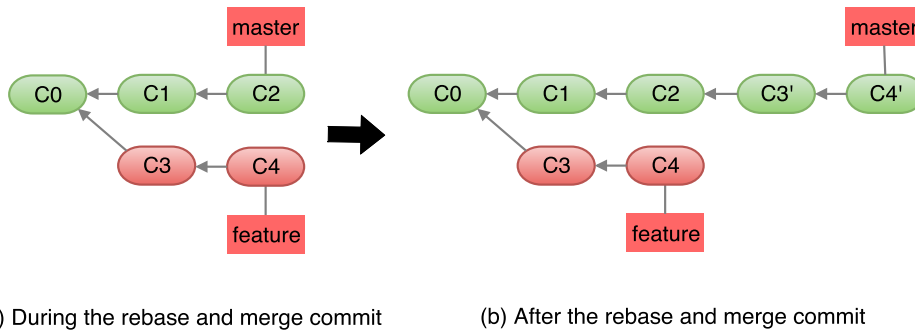 master
master
C0 C1 C2
C0 C1 C2 C3' C4'
C3 C4
C3 C4
feature
feature
) During the rebase and merge commit
(b) After the rebase and merge commit